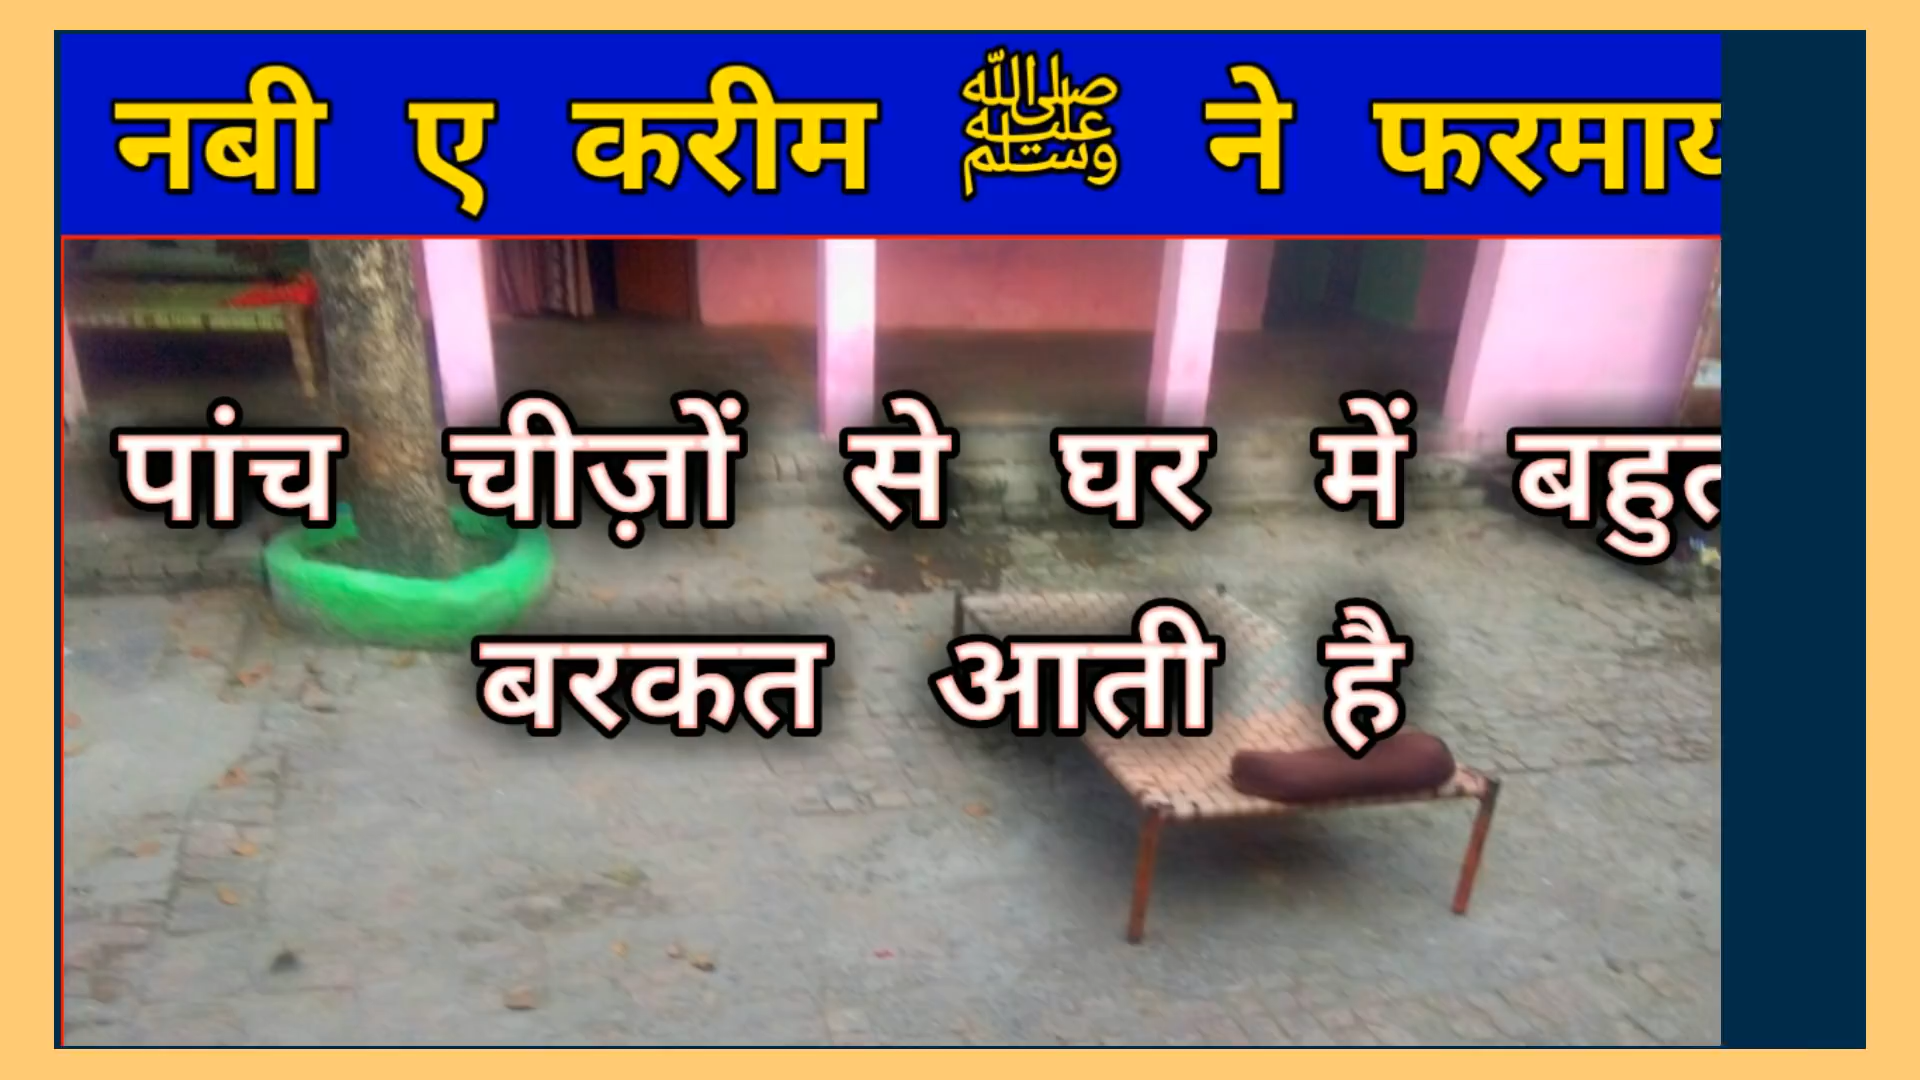 नबी ए करीम ﷺ ने फरमाय
पांच चीज़ों से घर में बहुत
बरकत आती है